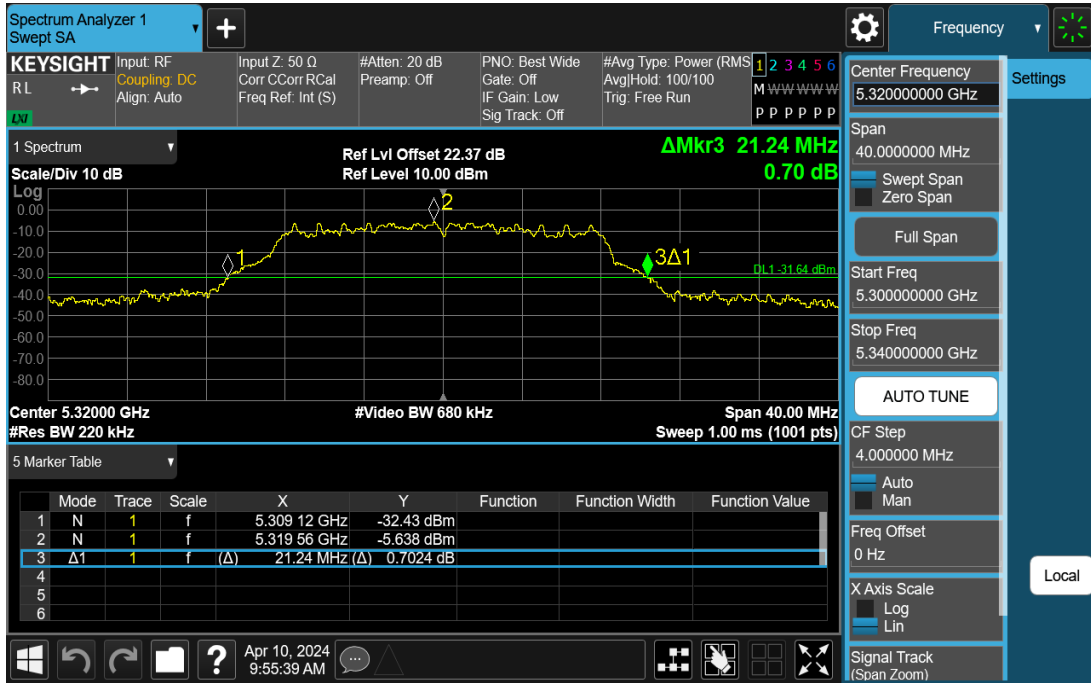 Spectrum Analyzer 1
Swept SA
+
Frequency
KEYSIGHT
RL
LXI
Input: RF
Coupling: DC
Align: Auto
Input Z: 50 Ω
Corr CCorr RCal
Freq Ref: Int (S)
#Atten: 20 dB
Preamp: Off
PNO: Best Wide
Gate: Off
IF Gain: Low
Sig Track: Off
#Avg Type: Power (RMS
Avg|Hold: 100/100
Trig: Free Run
1 2 3 4 5 6
M W W W W W
P P P P P P
1 Spectrum
Scale/Div 10 dB
Ref Lvl Offset 22.37 dB
Ref Level 10.00 dBm
ΔMkr3 21.24 MHz
0.70 dB
Log
0.00
-10.0
-20.0
-30.0
-40.0
-50.0
-60.0
-70.0
-80.0
1
2
3Δ1
DL1 -31.64 dBm
Center 5.32000 GHz
#Video BW 680 kHz
Span 40.00 MHz
#Res BW 220 kHz
Sweep 1.00 ms (1001 pts)
5 Marker Table
Mode Trace Scale X Y Function Function Width Function Value
1 N 1 f 5.309 12 GHz -32.43 dBm
2 N 1 f 5.319 56 GHz -5.638 dBm
3 Δ1 1 f (Δ) 21.24 MHz (Δ) 0.7024 dB
4
5
6
?
Apr 10, 2024
9:55:39 AM
Center Frequency
5.320000000 GHz
Span
40.0000000 MHz
Swept Span
Zero Span
Full Span
Start Freq
5.300000000 GHz
Stop Freq
5.340000000 GHz
AUTO TUNE
CF Step
4.000000 MHz
Auto
Man
Freq Offset
0 Hz
X Axis Scale
Log
Lin
Signal Track
(Span Zoom)
Settings
Local